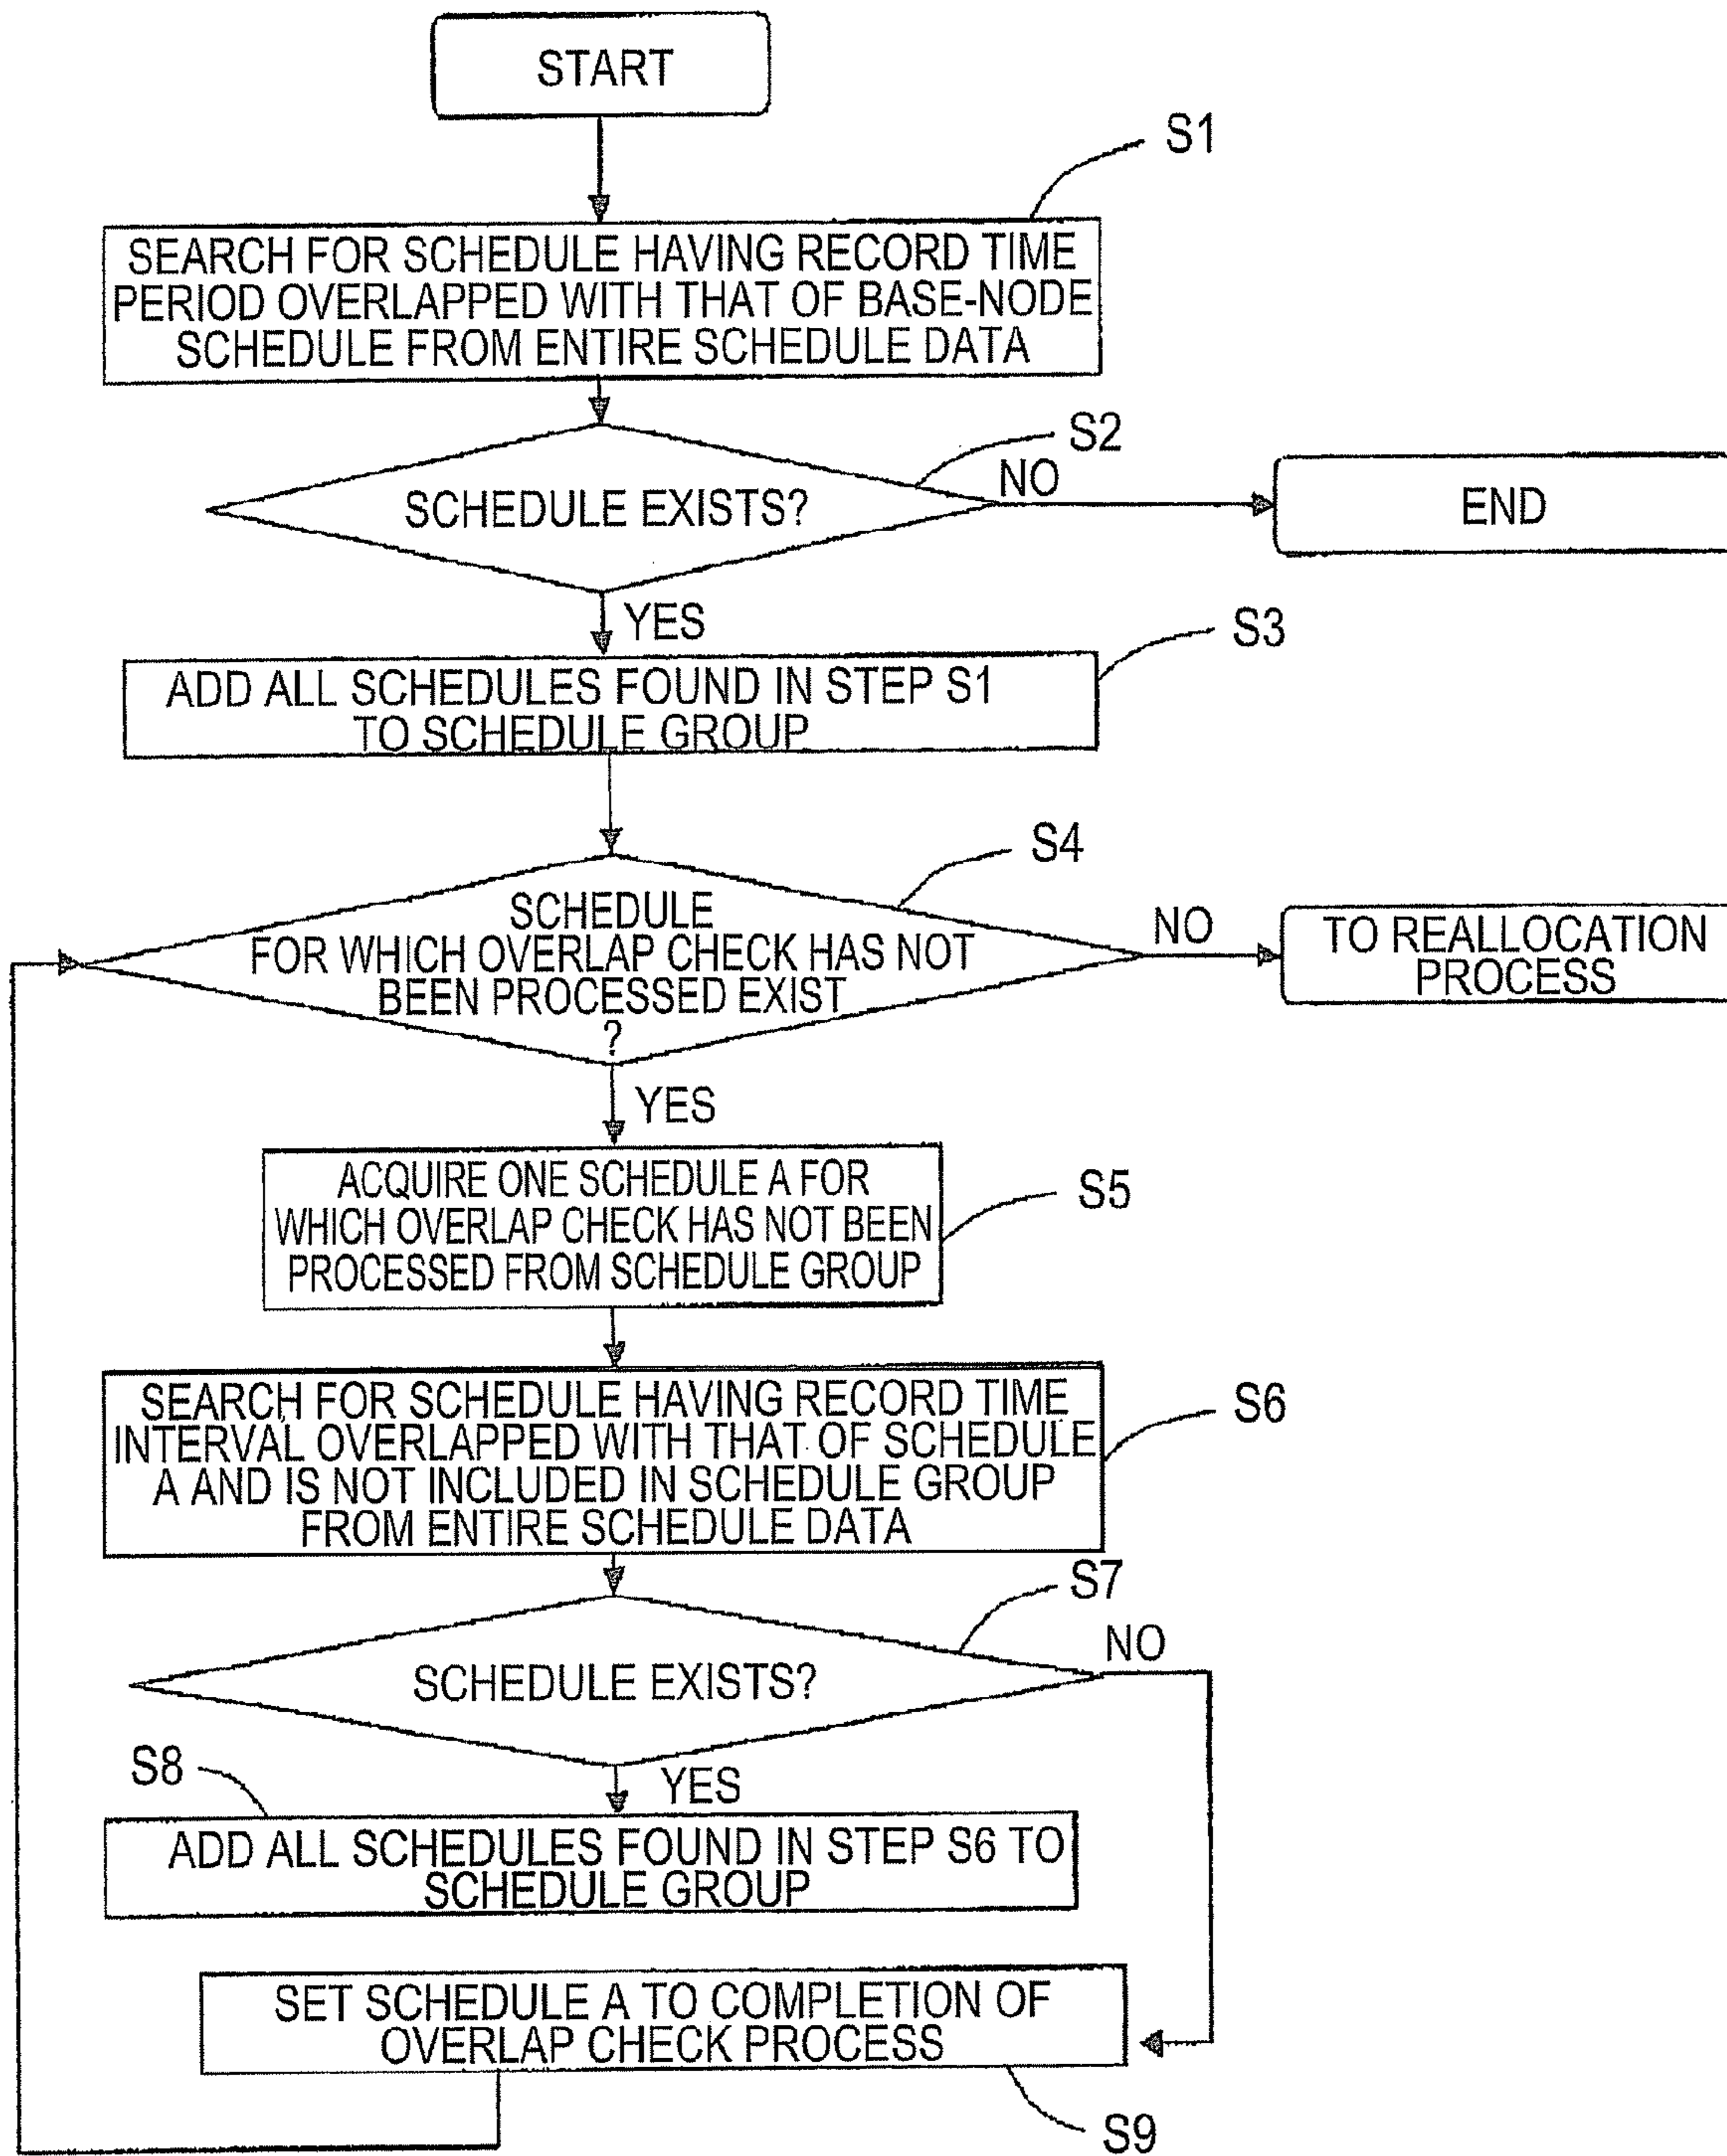 START
S1
SEARCH FOR SCHEDULE HAVING RECORD TIME
PERIOD OVERLAPPED WITH THAT OF BASE-NODE
SCHEDULE FROM ENTIRE SCHEDULE DATA
S2
SCHEDULE EXISTS?
NO
END
YES
S3
ADD ALL SCHEDULES FOUND IN STEP S1
TO SCHEDULE GROUP
S4
SCHEDULE
FOR WHICH OVERLAP CHECK HAS NOT
BEEN PROCESSED EXIST
?
NO
TO REALLOCATION
PROCESS
YES
ACQUIRE ONE SCHEDULE A FOR
WHICH OVERLAP CHECK HAS NOT BEEN
PROCESSED FROM SCHEDULE GROUP
S5
SEARCH FOR SCHEDULE HAVING RECORD TIME
INTERVAL OVERLAPPED WITH THAT OF SCHEDULE
A AND IS NOT INCLUDED IN SCHEDULE GROUP
FROM ENTIRE SCHEDULE DATA
S6
S7
SCHEDULE EXISTS?
NO
S8
YES
ADD ALL SCHEDULES FOUND IN STEP S6 TO
SCHEDULE GROUP
SET SCHEDULE A TO COMPLETION OF
OVERLAP CHECK PROCESS
S9